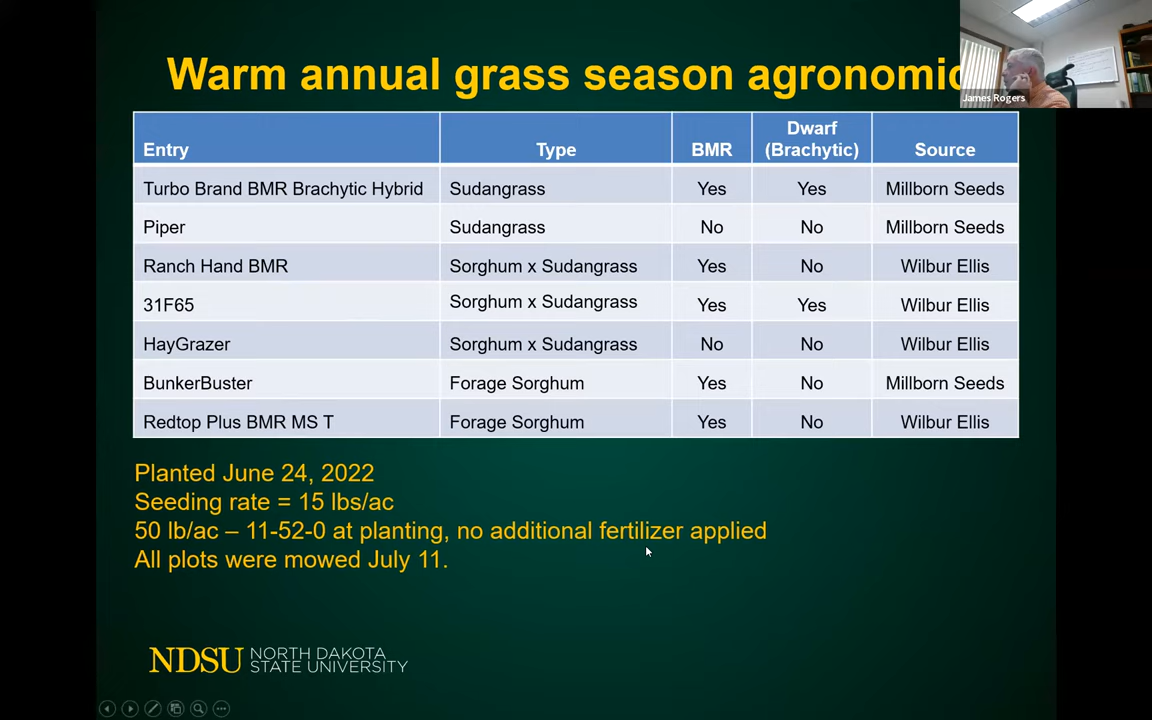 Warm annual grass season agronomic
James Rogers
Entry Type BMR Dwarf (Brachytic) Source
Turbo Brand BMR Brachytic Hybrid Sudangrass Yes Yes Millborn Seeds
Piper Sudangrass No No Millborn Seeds
Ranch Hand BMR Sorghum x Sudangrass Yes No Wilbur Ellis
31F65 Sorghum x Sudangrass Yes Yes Wilbur Ellis
HayGrazer Sorghum x Sudangrass No No Wilbur Ellis
BunkerBuster Forage Sorghum Yes No Millborn Seeds
Redtop Plus BMR MS T Forage Sorghum Yes No Wilbur Ellis
Planted June 24, 2022
Seeding rate = 15 lbs/ac
50 lb/ac – 11-52-0 at planting, no additional fertilizer applied
All plots were mowed July 11.
NDSU NORTH DAKOTA
STATE UNIVERSITY